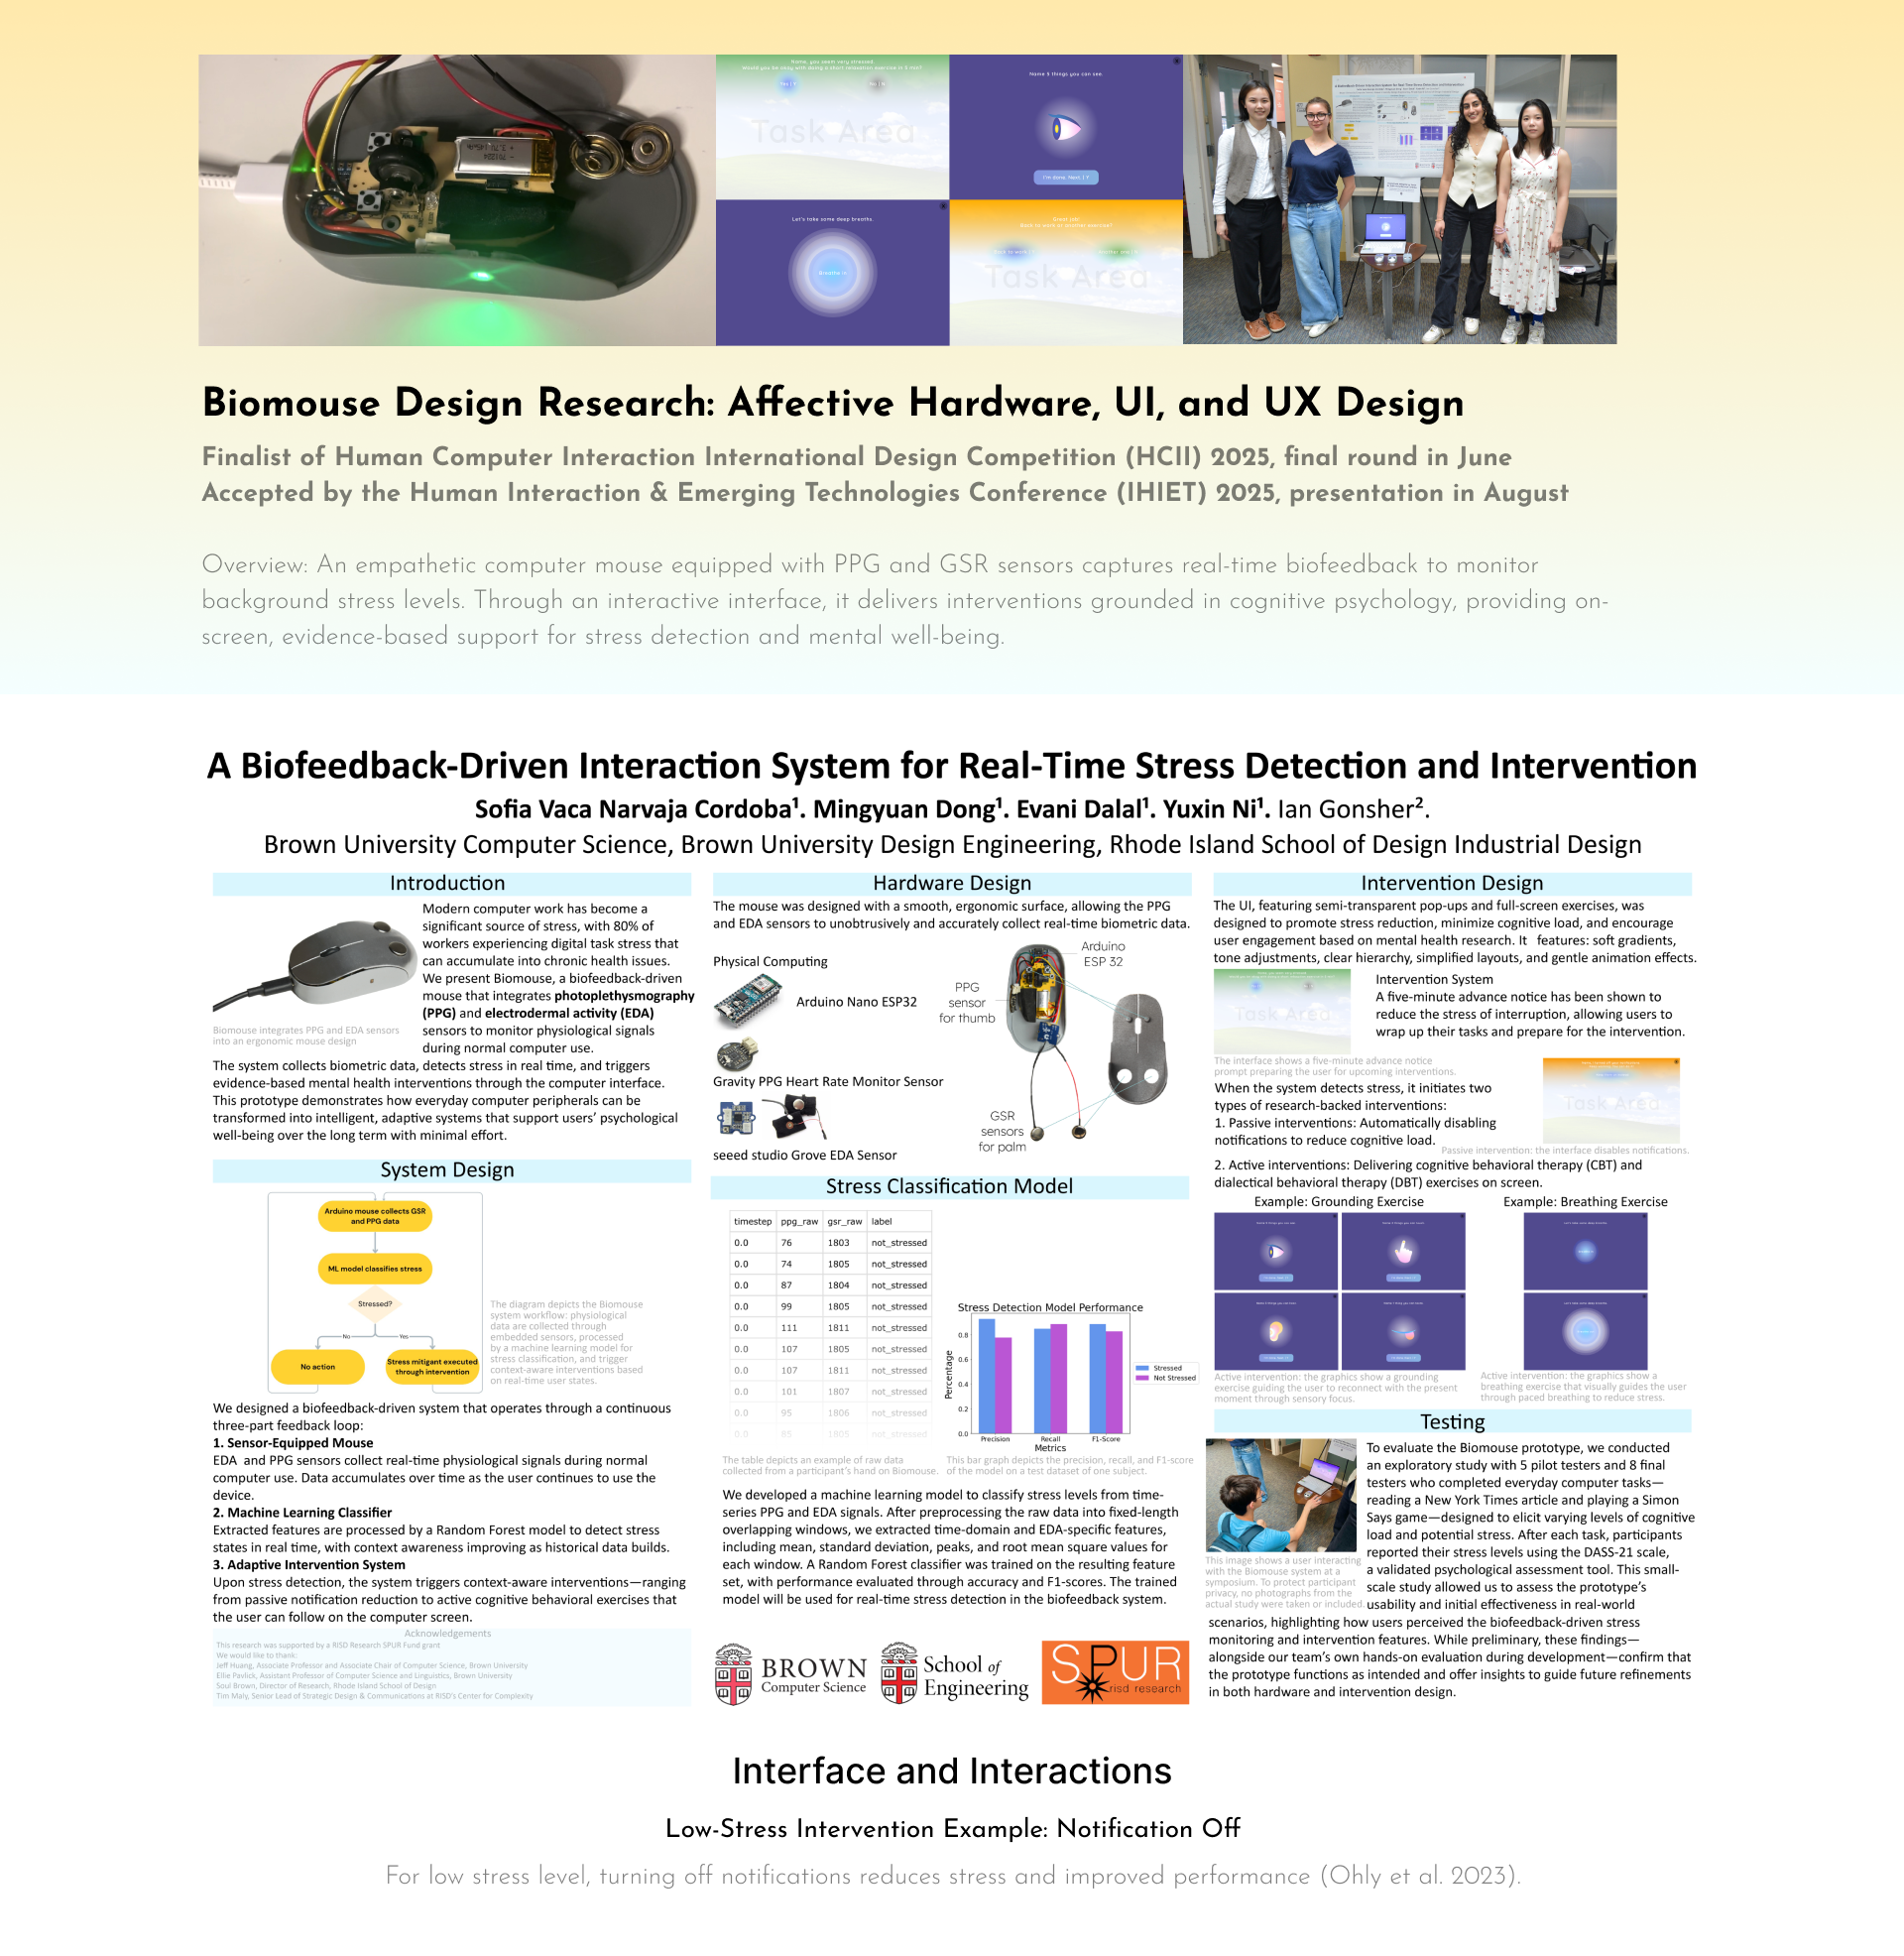 Name, you seem very stressed.
Would you be okay with doing a short relaxation exercise in 5 min?
Task Area
Name 5 things you can see.
I'm done. Next. | Y
Let's take some deep breaths.
Breathe in
Great job!
Back to work or another exercise?
Task Area
Biomouse Design Research: Affective Hardware, UI, and UX Design
Finalist of Human Computer Interaction International Design Competition (HCII) 2025, final round in June
Accepted by the Human Interaction & Emerging Technologies Conference (IHIET) 2025, presentation in August
Overview: An empathetic computer mouse equipped with PPG and GSR sensors captures real-time biofeedback to monitor
background stress levels. Through an interactive interface, it delivers interventions grounded in cognitive psychology, providing on-
screen, evidence-based support for stress detection and mental well-being.
A Biofeedback-Driven Interaction System for Real-Time Stress Detection and Intervention
Sofia Vaca Narvaja Cordoba¹. Mingyuan Dong¹. Evani Dalal¹. Yuxin Ni¹. Ian Gonsher².
Brown University Computer Science, Brown University Design Engineering, Rhode Island School of Design Industrial Design
Introduction
Modern computer work has become a
significant source of stress, with 80% of
workers experiencing digital task stress that
can accumulate into chronic health issues.
We present Biomouse, a biofeedback-driven
mouse that integrates photoplethysmography
(PPG) and electrodermal activity (EDA)
sensors to monitor physiological signals
during normal computer use.
Biomouse integrates PPG and EDA sensors
into an ergonomic mouse design
The system collects biometric data, detects stress in real time, and triggers
evidence-based mental health interventions through the computer interface.
This prototype demonstrates how everyday computer peripherals can be
transformed into intelligent, adaptive systems that support users' psychological
well-being over the long term with minimal effort.
System Design
Arduino mouse collects GSR
and PPG data
ML model classifies stress
Stressed?
No
Yes
No action
Stress mitigant executed
through intervention
The diagram depicts the Biomouse
system workflow: physiological
data are collected through
embedded sensors, processed
by a machine learning model for
stress classification, and trigger
context-aware interventions based
on real-time user states.
We designed a biofeedback-driven system that operates through a continuous
three-part feedback loop:
1. Sensor-Equipped Mouse
EDA and PPG sensors collect real-time physiological signals during normal
computer use. Data accumulates over time as the user continues to use the
device.
2. Machine Learning Classifier
Extracted features are processed by a Random Forest model to detect stress
states in real time, with context awareness improving as historical data builds.
3. Adaptive Intervention System
Upon stress detection, the system triggers context-aware interventions—ranging
from passive notification reduction to active cognitive behavioral exercises that
the user can follow on the computer screen.
Acknowledgements
This research was supported by a RISD Research SPUR Fund grant
We would like to thank:
Jeff Huang, Associate Professor and Associate Chair of Computer Science, Brown University
Ellie Pavlick, Assistant Professor of Computer Science and Linguistics, Brown University
Soul Brown, Director of Research, Rhode Island School of Design
Tim Maly, Senior Lead of Strategic Design & Communications at RISD's Center for Complexity
Hardware Design
The mouse was designed with a smooth, ergonomic surface, allowing the PPG
and EDA sensors to unobtrusively and accurately collect real-time biometric data.
Physical Computing
Arduino Nano ESP32
Gravity PPG Heart Rate Monitor Sensor
seeed studio Grove EDA Sensor
Arduino
ESP 32
PPG
sensor
for thumb
GSR
sensors
for palm
Stress Classification Model
timestep ppg_raw gsr_raw label
0.0 76 1803 not_stressed
0.0 74 1805 not_stressed
0.0 87 1804 not_stressed
0.0 99 1805 not_stressed
0.0 111 1811 not_stressed
0.0 107 1805 not_stressed
0.0 107 1811 not_stressed
0.0 101 1807 not_stressed
0.0 95 1806 not_stressed
0.0 85 1805 not_stressed
Stress Detection Model Performance
Percentage
0.8
0.6
0.4
0.2
0.0
Precision Recall F1-Score
Metrics
Stressed
Not Stressed
The table depicts an example of raw data
collected from a participant's hand on Biomouse.
This bar graph depicts the precision, recall, and F1-score
of the model on a test dataset of one subject.
We developed a machine learning model to classify stress levels from time-
series PPG and EDA signals. After preprocessing the raw data into fixed-length
overlapping windows, we extracted time-domain and EDA-specific features,
including mean, standard deviation, peaks, and root mean square values for
each window. A Random Forest classifier was trained on the resulting feature
set, with performance evaluated through accuracy and F1-scores. The trained
model will be used for real-time stress detection in the biofeedback system.
BROWN
Computer Science
School of
Engineering
SPUR
risd research
Intervention Design
The UI, featuring semi-transparent pop-ups and full-screen exercises, was
designed to promote stress reduction, minimize cognitive load, and encourage
user engagement based on mental health research. It features: soft gradients,
tone adjustments, clear hierarchy, simplified layouts, and gentle animation effects.
Task Area
Intervention System
A five-minute advance notice has been shown to
reduce the stress of interruption, allowing users to
wrap up their tasks and prepare for the intervention.
The interface shows a five-minute advance notice
prompt preparing the user for upcoming interventions.
When the system detects stress, it initiates two
types of research-backed interventions:
1. Passive interventions: Automatically disabling
notifications to reduce cognitive load.
Task Area
Passive intervention: the interface disables notifications.
2. Active interventions: Delivering cognitive behavioral therapy (CBT) and
dialectical behavioral therapy (DBT) exercises on screen.
Example: Grounding Exercise
Example: Breathing Exercise
Active intervention: the graphics show a grounding
exercise guiding the user to reconnect with the present
moment through sensory focus.
Active intervention: the graphics show a
breathing exercise that visually guides the user
through paced breathing to reduce stress.
Testing
To evaluate the Biomouse prototype, we conducted
an exploratory study with 5 pilot testers and 8 final
testers who completed everyday computer tasks—
reading a New York Times article and playing a Simon
Says game—designed to elicit varying levels of cognitive
load and potential stress. After each task, participants
reported their stress levels using the DASS-21 scale,
a validated psychological assessment tool. This small-
scale study allowed us to assess the prototype's
usability and initial effectiveness in real-world
This image shows a user interacting
with the Biomouse system at a
symposium. To protect participant
privacy, no photographs from the
actual study were taken or included.
scenarios, highlighting how users perceived the biofeedback-driven stress
monitoring and intervention features. While preliminary, these findings—
alongside our team's own hands-on evaluation during development—confirm that
the prototype functions as intended and offer insights to guide future refinements
in both hardware and intervention design.
Interface and Interactions
Low-Stress Intervention Example: Notification Off
For low stress level, turning off notifications reduces stress and improved performance (Ohly et al. 2023).